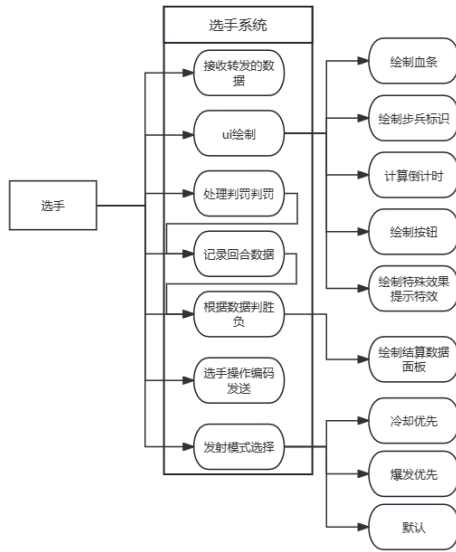 选手系统
接收转发的数
据
ui绘制
处理判罚判罚
记录回合数据
根据数据判胜
负
选手操作编码
发送
发射模式选择
选手
绘制血条
绘制步兵标识
计算倒计时
绘制按钮
绘制特殊效果
提示特效
绘制结算数据
面板
冷却优先
爆发优先
默认